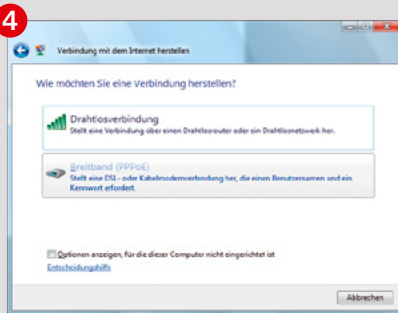 4
Verbindung mit dem Internet herstellen
Wie möchten Sie eine Verbindung herstellen?
Drahtlosverbindung
Stellt eine Verbindung über einen Drahtlosrouter oder ein Drahtlosnetzwerk her.
Breitband (PPPoE)
Stellt eine DSL- oder Kabelmodemverbindung her, die einen Benutzernamen und ein
Kennwort erfordert.
Optionen anzeigen, für die dieser Computer nicht eingerichtet ist
Entscheidungshilfe
Abbrechen